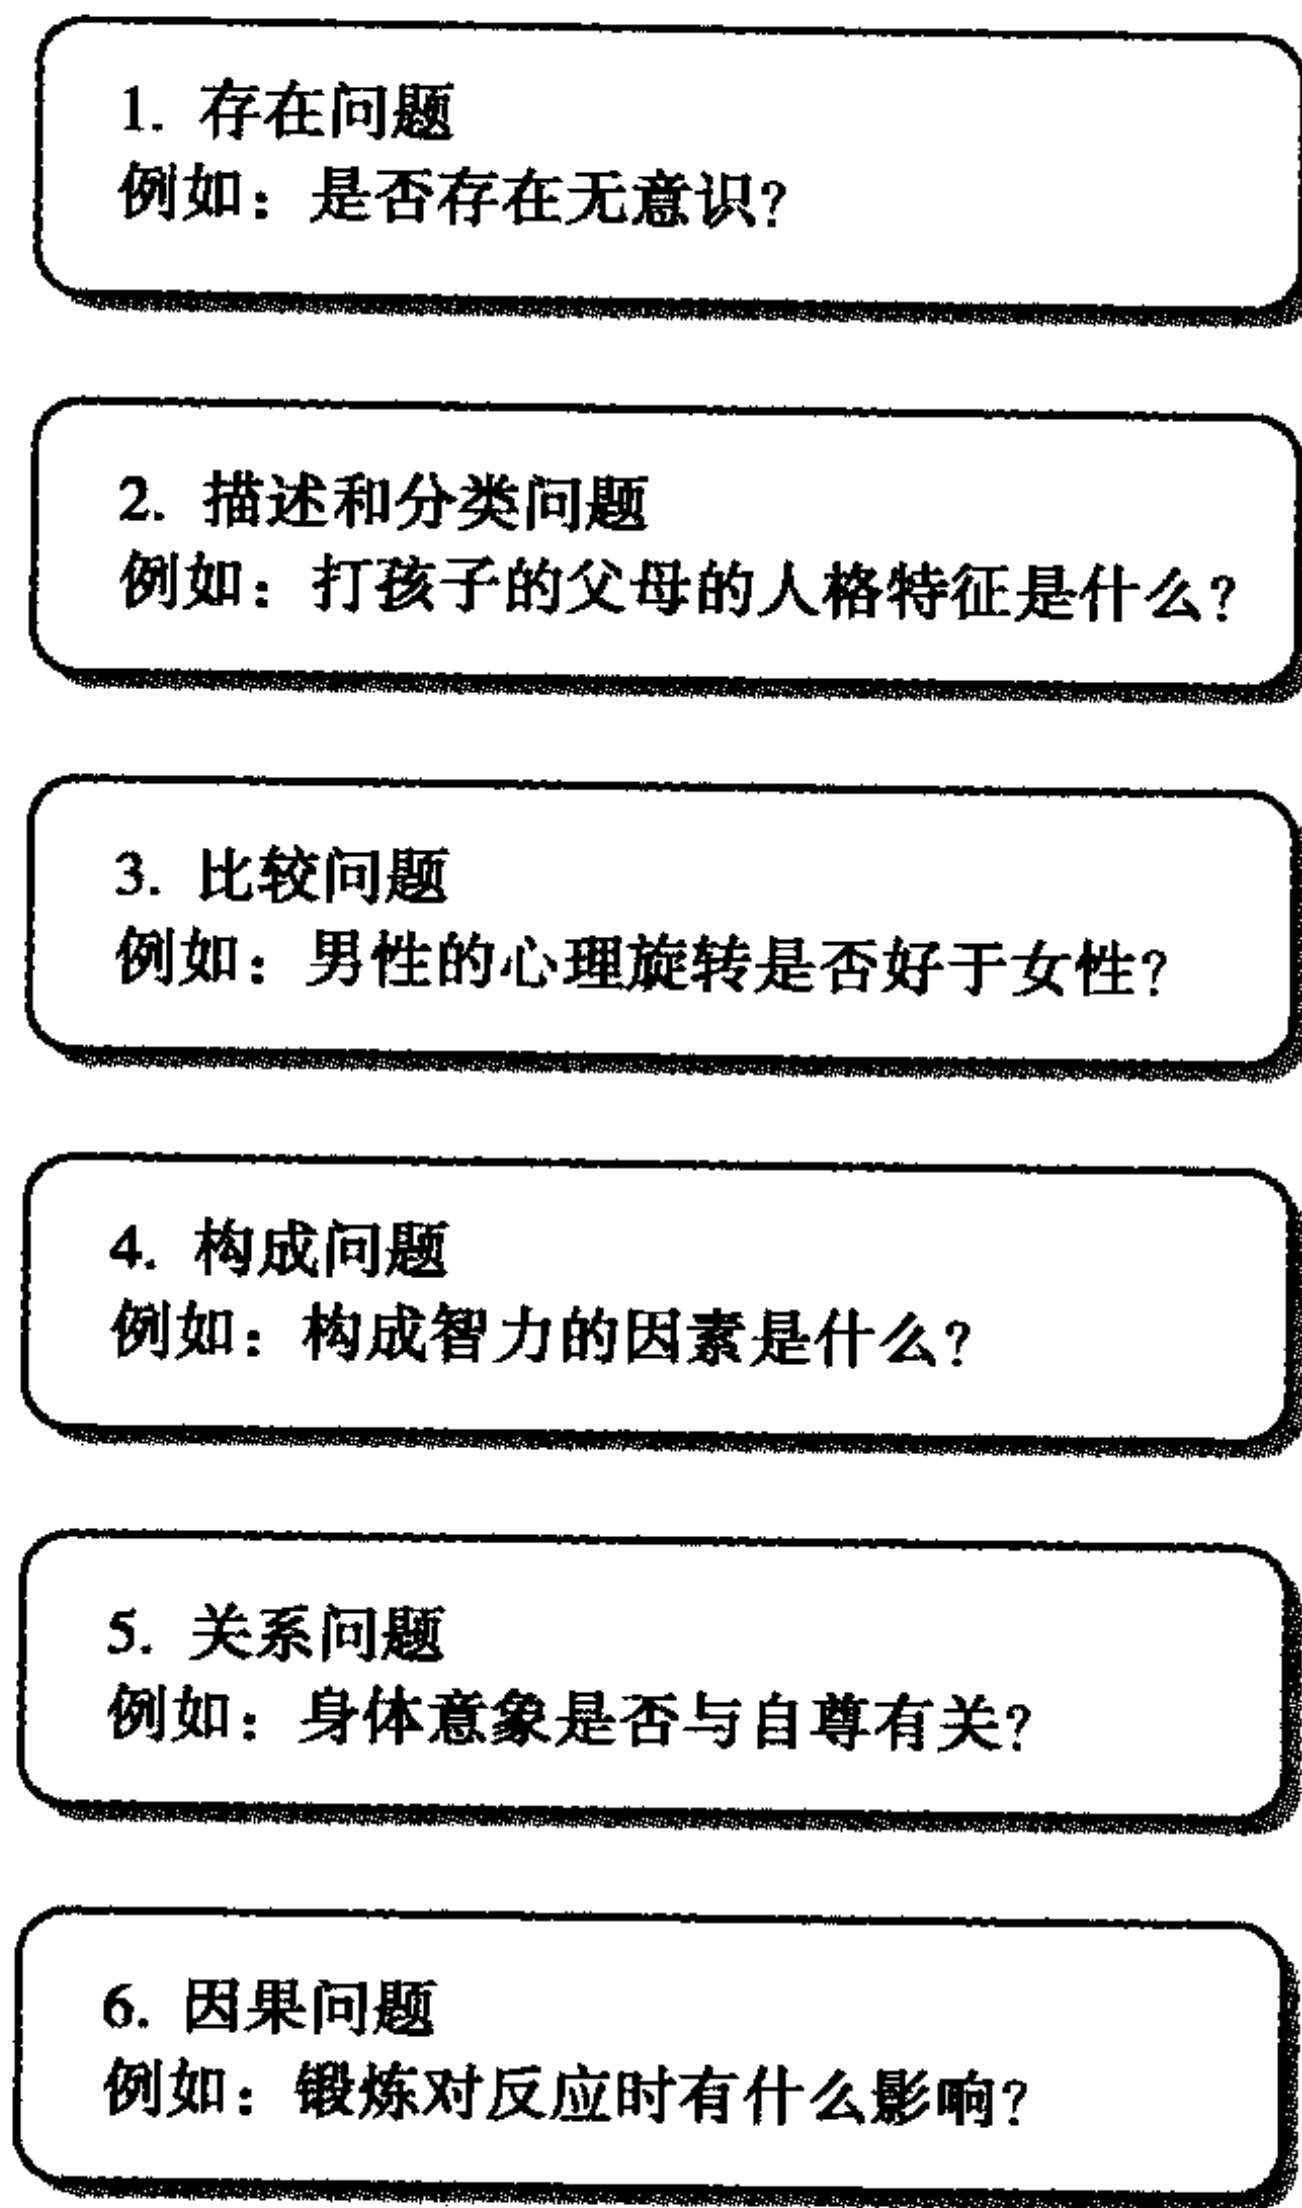 1. 存在问题
例如：是否存在无意识？
2. 描述和分类问题
例如：打孩子的父母的人格特征是什么？
3. 比较问题
例如：男性的心理旋转是否好于女性？
4. 构成问题
例如：构成智力的因素是什么？
5. 关系问题
例如：身体意象是否与自尊有关？
6. 因果问题
例如：锻炼对反应时有什么影响？